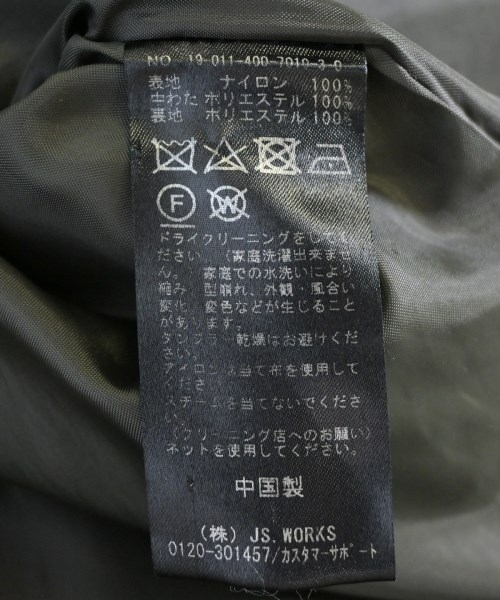 NO 19-011-400-7019-3-0
表地 ナイロン 100%
中わた ポリエステル 100%
裏地 ポリエステル 100%
F W
ドライクリーニングをしてく
ださい。(家庭洗濯出来ませ
ん。)家庭での水洗いにより
縮み 型崩れ、外観・風合い
変化 変色などが生じること
があります。
タンブラー乾燥はお避けくだ
さい。
アイロンは当て布を使用して
くださ
スチームを当てないでくださ
い。
(クリーニング店へのお願い)
ネットを使用してください。
中国製
(株) JS. WORKS
0120-301457/カスタマーサポート